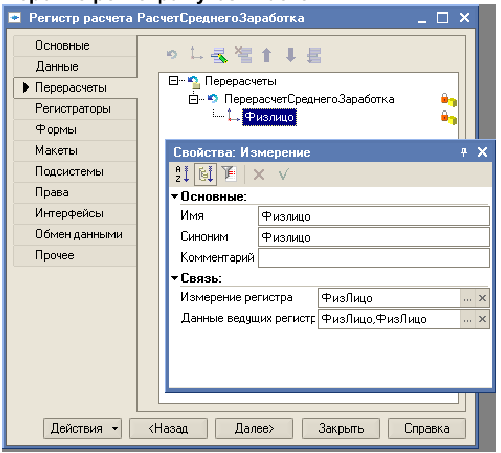 Регистр расчета РасчетСреднегоЗаработка
Основные
Данные
Перерасчеты
Регистраторы
Формы
Макеты
Подсистемы
Права
Интерфейсы
Обмен данными
Прочее
Перерасчеты
ПерерасчетСреднегоЗаработка
Физлицо
Свойства: Измерение
Основные:
Имя Физлицо
Синоним Физлицо
Комментарий
Связь:
Измерение регистра ФизЛицо ...
Данные ведущих регистр ФизЛицо,ФизЛицо ...
Действия <Назад Далее> Закрыть Справка